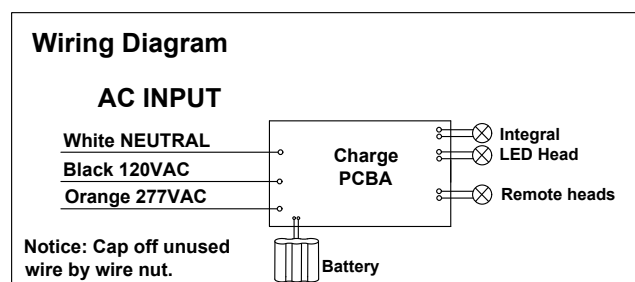 Wiring Diagram
AC INPUT
White NEUTRAL
Black 120VAC
Orange 277VAC
Charge
PCBA
Integral
LED Head
Remote heads
Notice: Cap off unused
wire by wire nut.
Battery